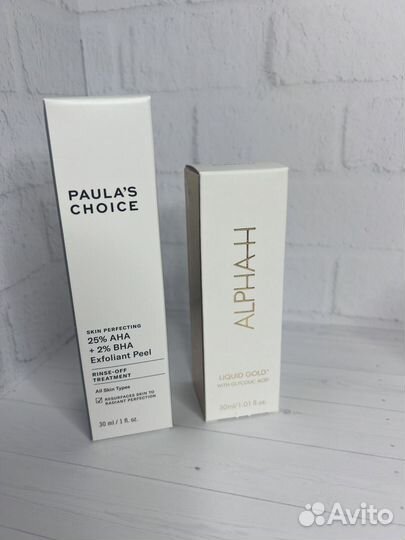 PAULA'S
CHOICE
SKIN PERFECTING
25% AHA
+ 2% BHA
Exfoliant Peel
RINSE-OFF
TREATMENT
All Skin Types
RESURFACES SKIN TO
RADIANT PERFECTION
30 ml / 1 fl. oz.
ALPHA-H
LIQUID GOLD
WITH GLYCOLIC ACID
30ml/1.01 fl.oz.
Avito